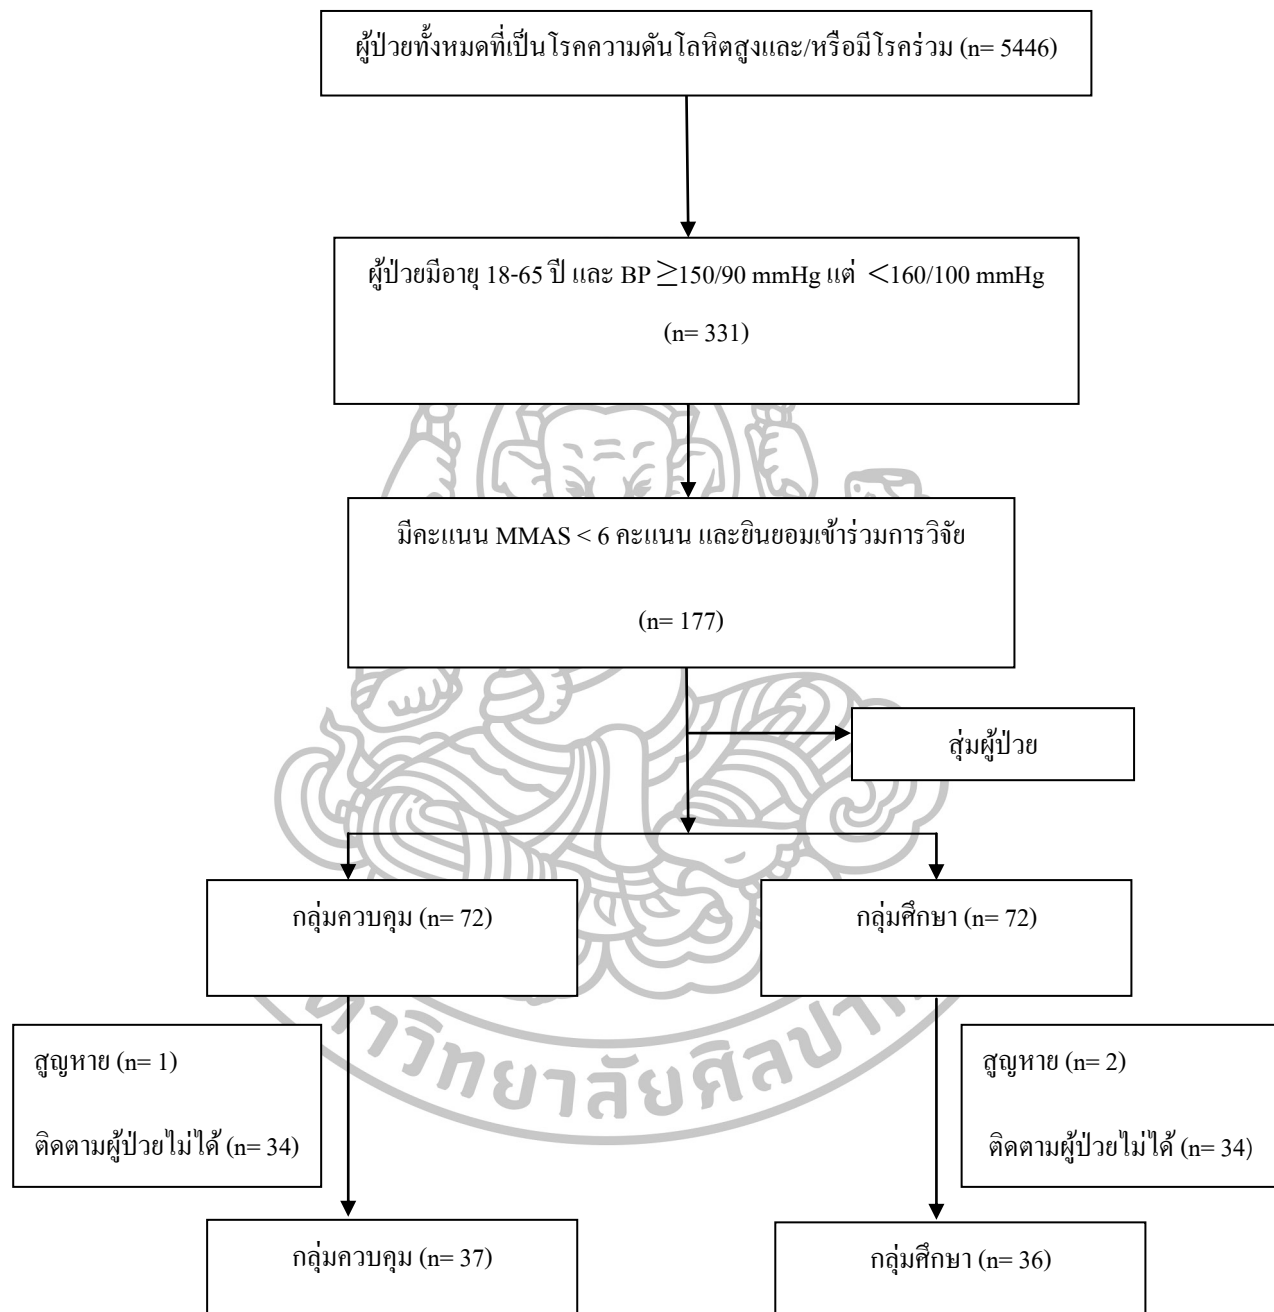 ผู้ป่วยทั้งหมดที่เป็นโรคความดันโลหิตสูงและ/หรือมีโรคร่วม (n= 5446)
ผู้ป่วยมีอายุ 18-65 ปี และ BP ≥150/90 mmHg แต่ <160/100 mmHg
(n= 331)
มีคะแนน MMAS < 6 คะแนน และยินยอมเข้าร่วมการวิจัย
(n= 177)
สุ่มผู้ป่วย
กลุ่มควบคุม (n= 72)
กลุ่มศึกษา (n= 72)
สูญหาย (n= 1)
ติดตามผู้ป่วยไม่ได้ (n= 34)
สูญหาย (n= 2)
ติดตามผู้ป่วยไม่ได้ (n= 34)
กลุ่มควบคุม (n= 37)
กลุ่มศึกษา (n= 36)